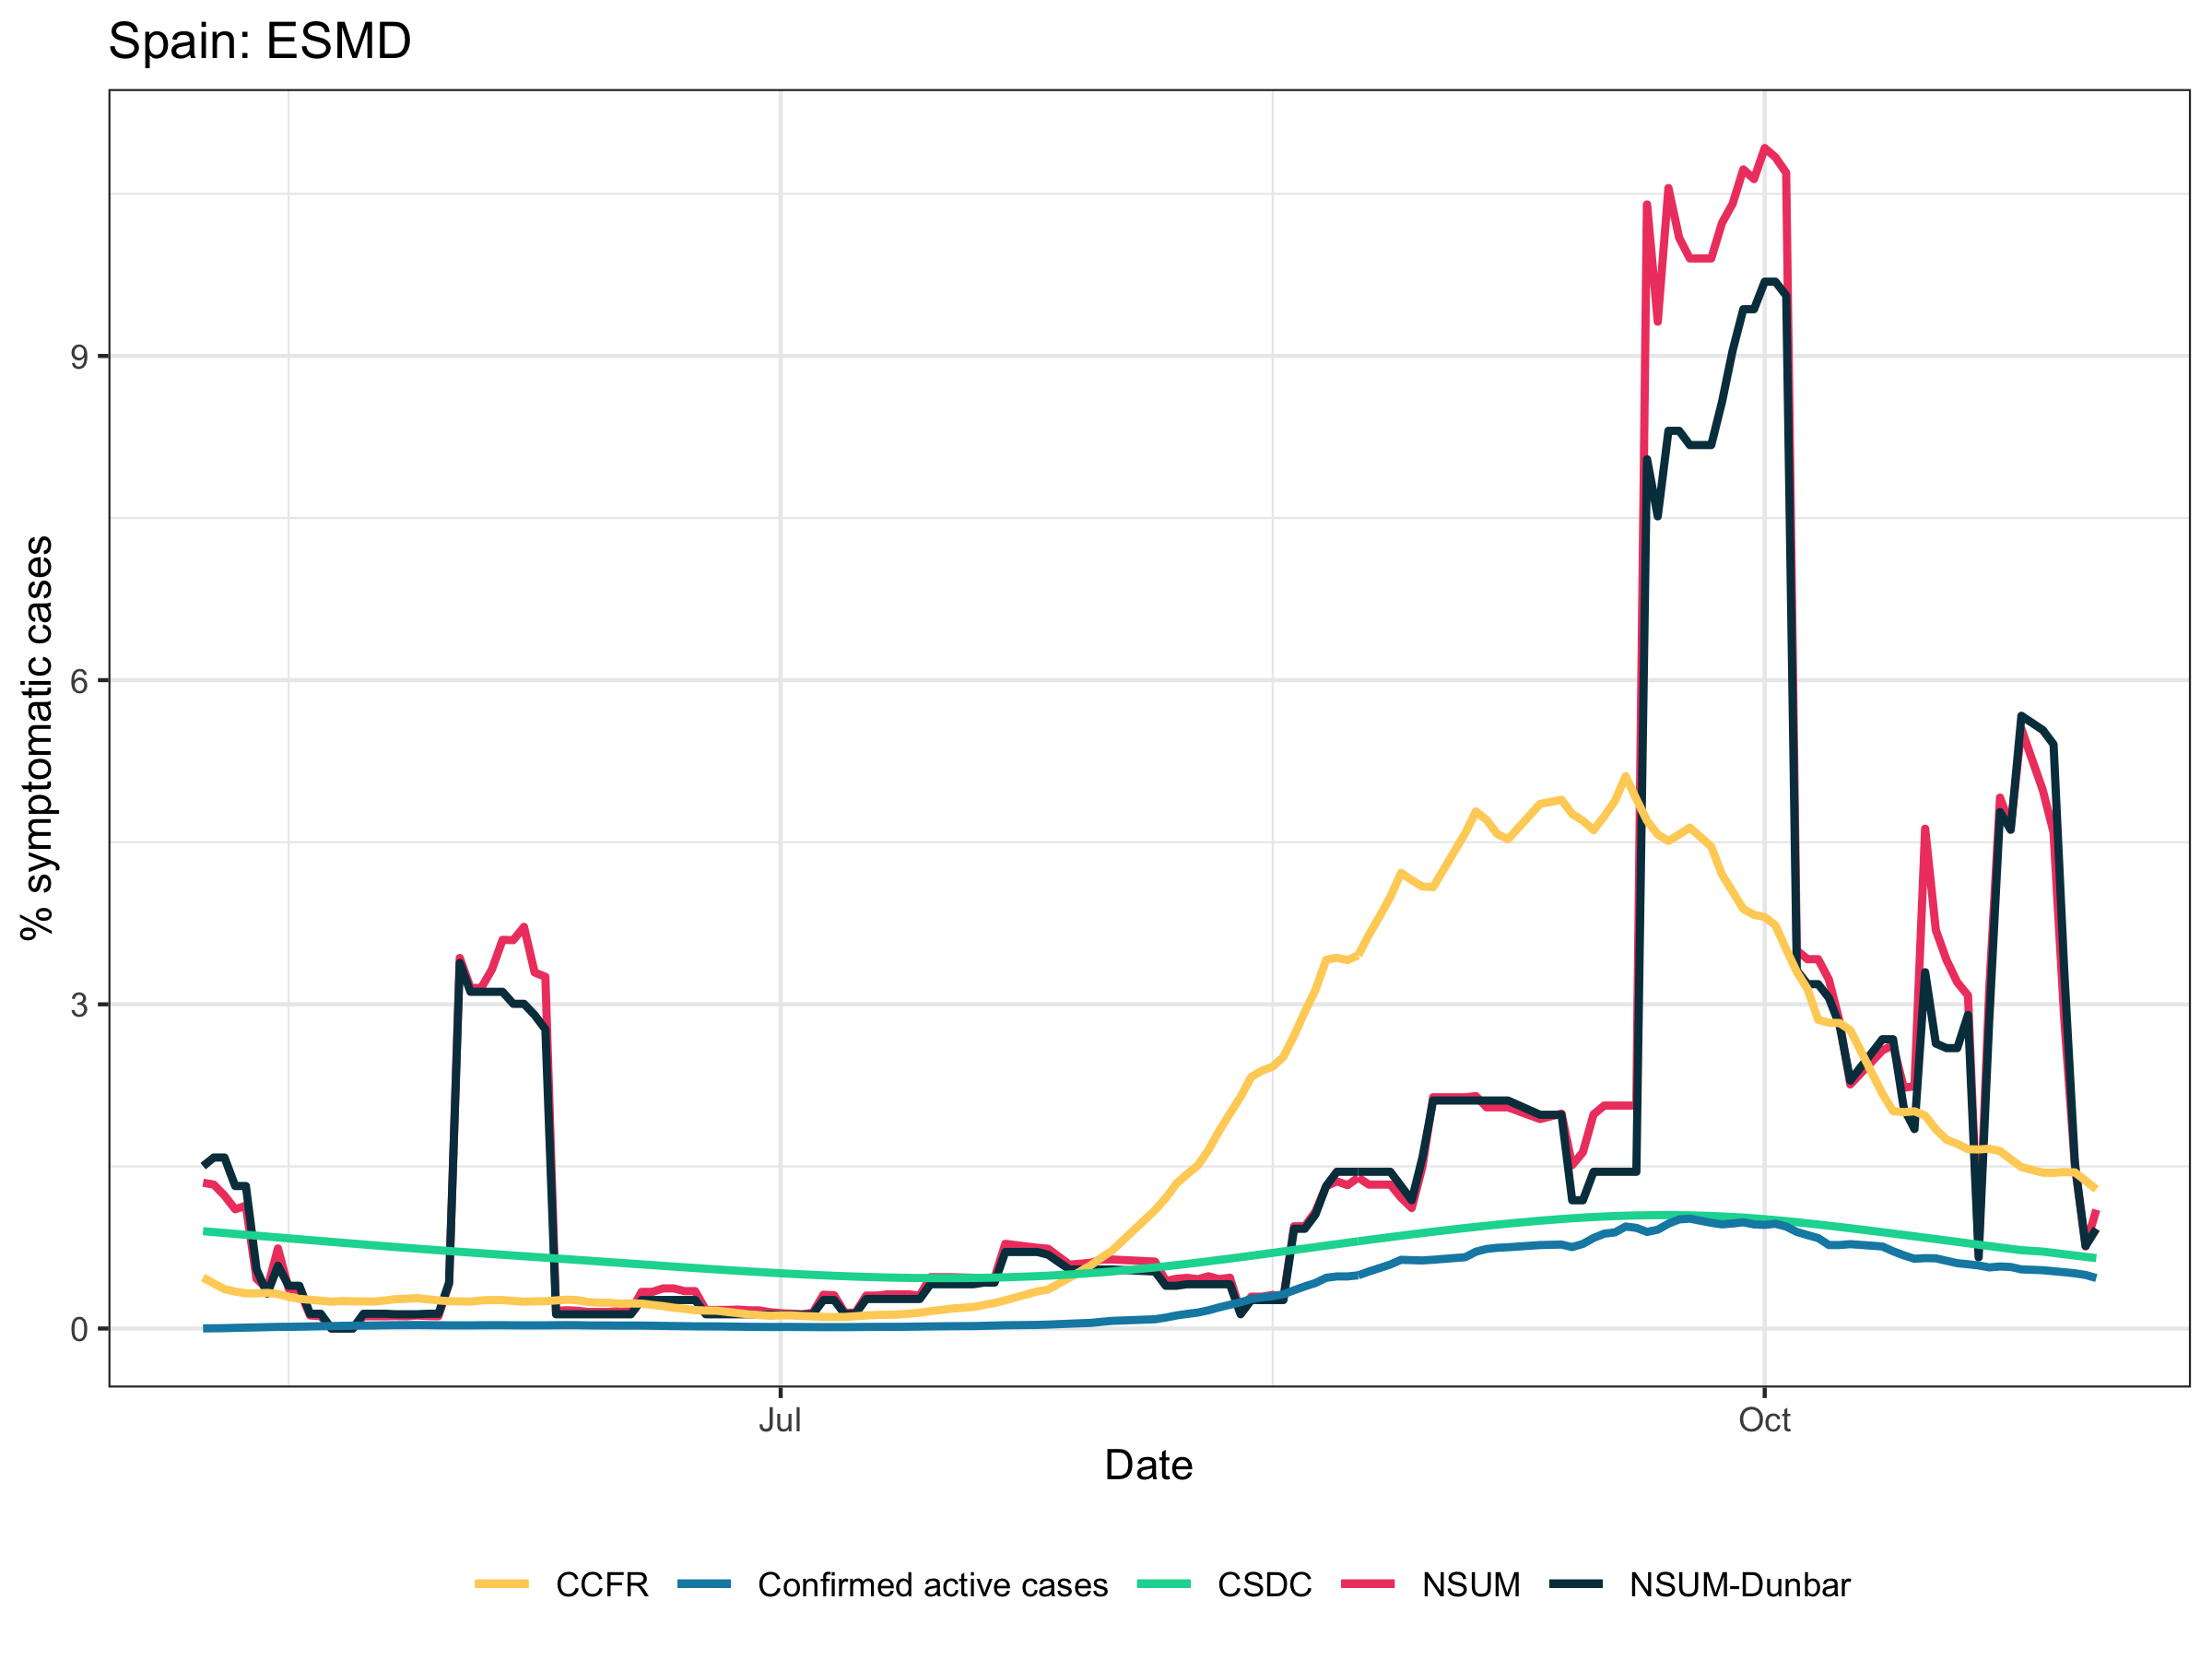 Spain: ESMD
% symptomatic cases
9
6
3
0
Jul
Oct
Date
CCFR
Confirmed active cases
CSDC
NSUM
NSUM-Dunbar